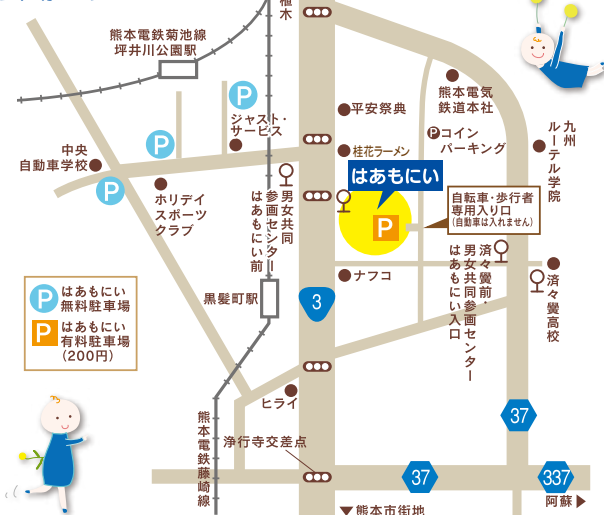 植木
熊本電鉄菊池線
坪井川公園駅
P
ジャスト・
サービス
P
中央
自動車学校
P
ホリデイ
スポーツ
クラブ
平安祭典
熊本電気
鉄道本社
P コイン
パーキング
九州
ルーテル学院
桂花ラーメン
はあもにい
P
自転車・歩行者
専用入り口
(自動車は入れません)
男女共同
参画センター
はあもにい前
済々黌前・
男女共同参画センター
はあもにい入口
済々黌高校
ナフコ
黒髪町駅
3
P はあもにい
無料駐車場
P はあもにい
有料駐車場
(200円)
ヒライ
熊本電鉄藤崎線
浄行寺交差点
37
37
337
阿蘇▶
▼熊本市街地